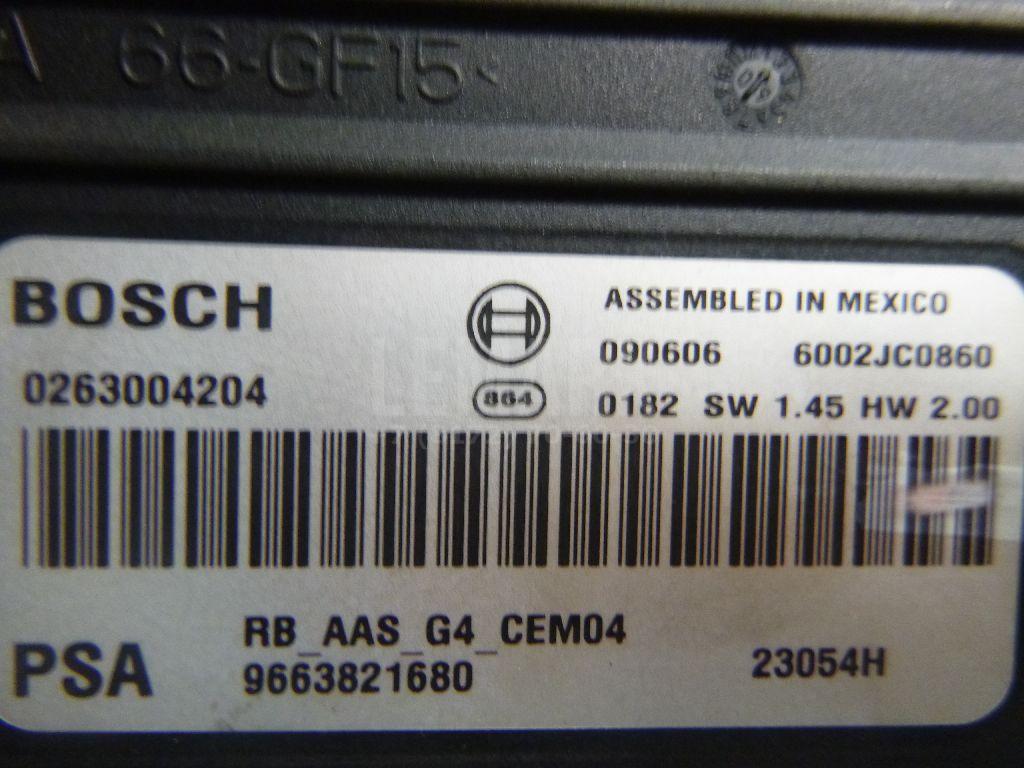 A 66-GF15<
BOSCH
ASSEMBLED IN MEXICO
090606 6002JC0860
0263004204
864
0182 SW 1.45 HW 2.00
RB_AAS_G4_CEM04
PSA
9663821680
23054H